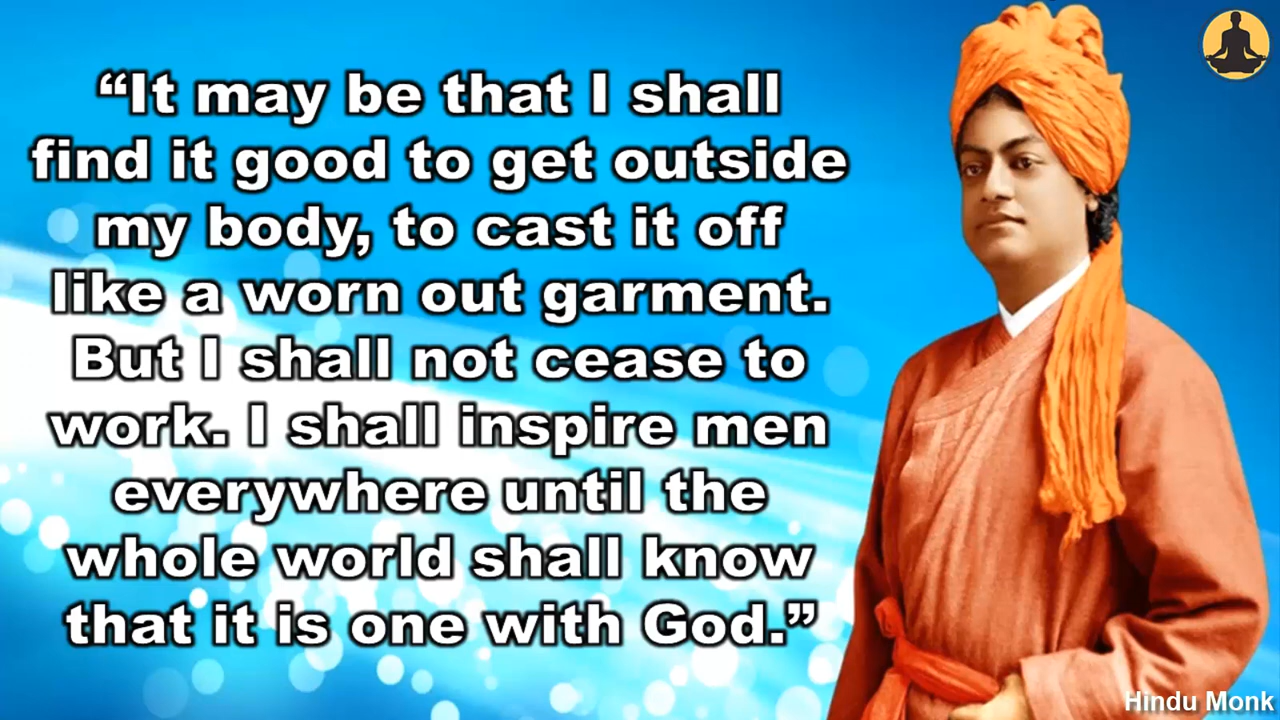 “It may be that I shall
find it good to get outside
my body, to cast it off
like a worn out garment.
But I shall not cease to
work. I shall inspire men
everywhere until the
whole world shall know
that it is one with God.”
Hindu Monk